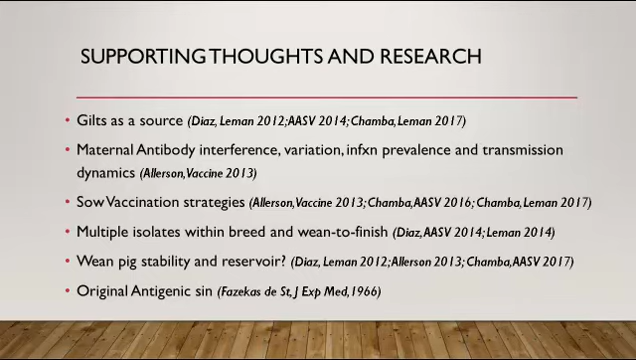 SUPPORTING THOUGHTS AND RESEARCH
• Gilts as a source (Diaz, Leman 2012;AASV 2014; Chamba,Leman 2017)
• Maternal Antibody interference, variation, infxn prevalence and transmission
dynamics (Allerson,Vaccine 2013)
• Sow Vaccination strategies (Allerson,Vaccine 2013; Chamba,AASV 2016; Chamba,Leman 2017)
• Multiple isolates within breed and wean-to-finish (Diaz, AASV 2014; Leman 2014)
• Wean pig stability and reservoir? (Diaz, Leman 2012;Allerson 2013; Chamba,AASV 2017)
• Original Antigenic sin (Fazekas de St, J Exp Med, 1966)